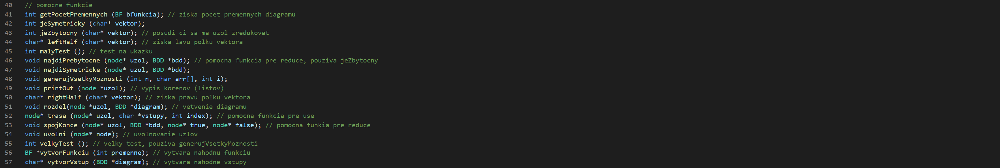 40 // pomocne funkcie
41 int getPocetPremennych (BF bfunkcia); // ziska pocet premennych diagramu
42 int jeSymetricky (char* vektor);
43 int jeZbytocny (char* vektor); // posudi ci sa ma uzol zredukovat
44 char* leftHalf (char* vektor); // ziska lavu polku vektora
45 int malyTest (); // test na ukazku
46 void najdiPrebytocne (node* uzol, BDD *bdd); // pomocna funkcia pre reduce, pouziva jeZbytocny
47 void najdiSymetricke (node* uzol, BDD *bdd);
48 void generujVsetkyMoznosti (int n, char arr[], int i);
49 void printOut (node *uzol); // vypis korenov (listov)
50 char* rightHalf (char* vektor); // ziska pravu polku vektora
51 void rozdel(node *uzol, BDD *diagram); // vetvenie diagramu
52 node* trasa (node* uzol, char *vstupy, int index); // pomocna funkcia pre use
53 void spojKonce (node* uzol, BDD *bdd, node* true, node* false); // pomocna funkia pre reduce
54 void uvolni (node* node); // uvolnovanie uzlov
55 int velkyTest (); // velky test, pouziva generujVsetkyMoznosti
56 BF *vytvorFunkciu (int premenne); // vytvara nahodnu funkciu
57 char* vytvorVstup (BDD *diagram); // vytvara nahodne vstupy